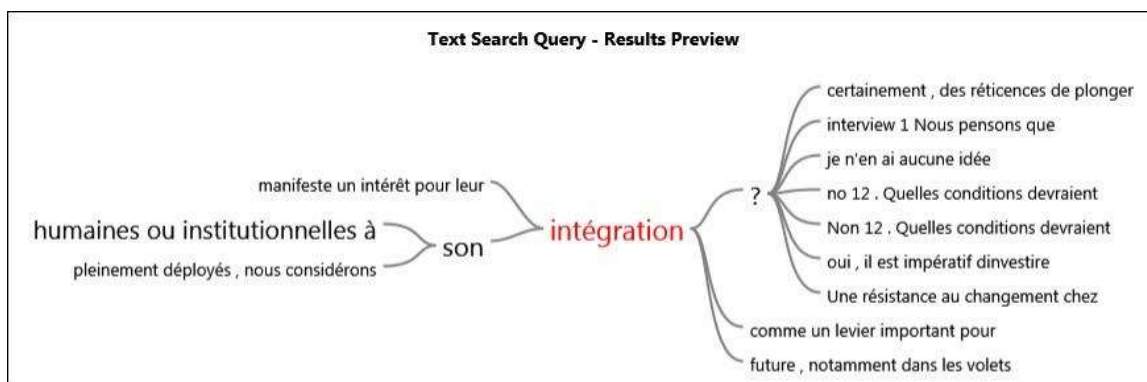 Text Search Query - Results Preview
manifeste un intérêt pour leur
humaines ou institutionnelles à
pleinement déployés , nous considérons
son
intégration
?
certainement , des réticences de plonger
interview 1 Nous pensons que
je n'en ai aucune idée
no 12 . Quelles conditions devraient
Non 12 . Quelles conditions devraient
oui , il est impératif dinvestire
Une résistance au changement chez
comme un levier important pour
future , notamment dans les volets